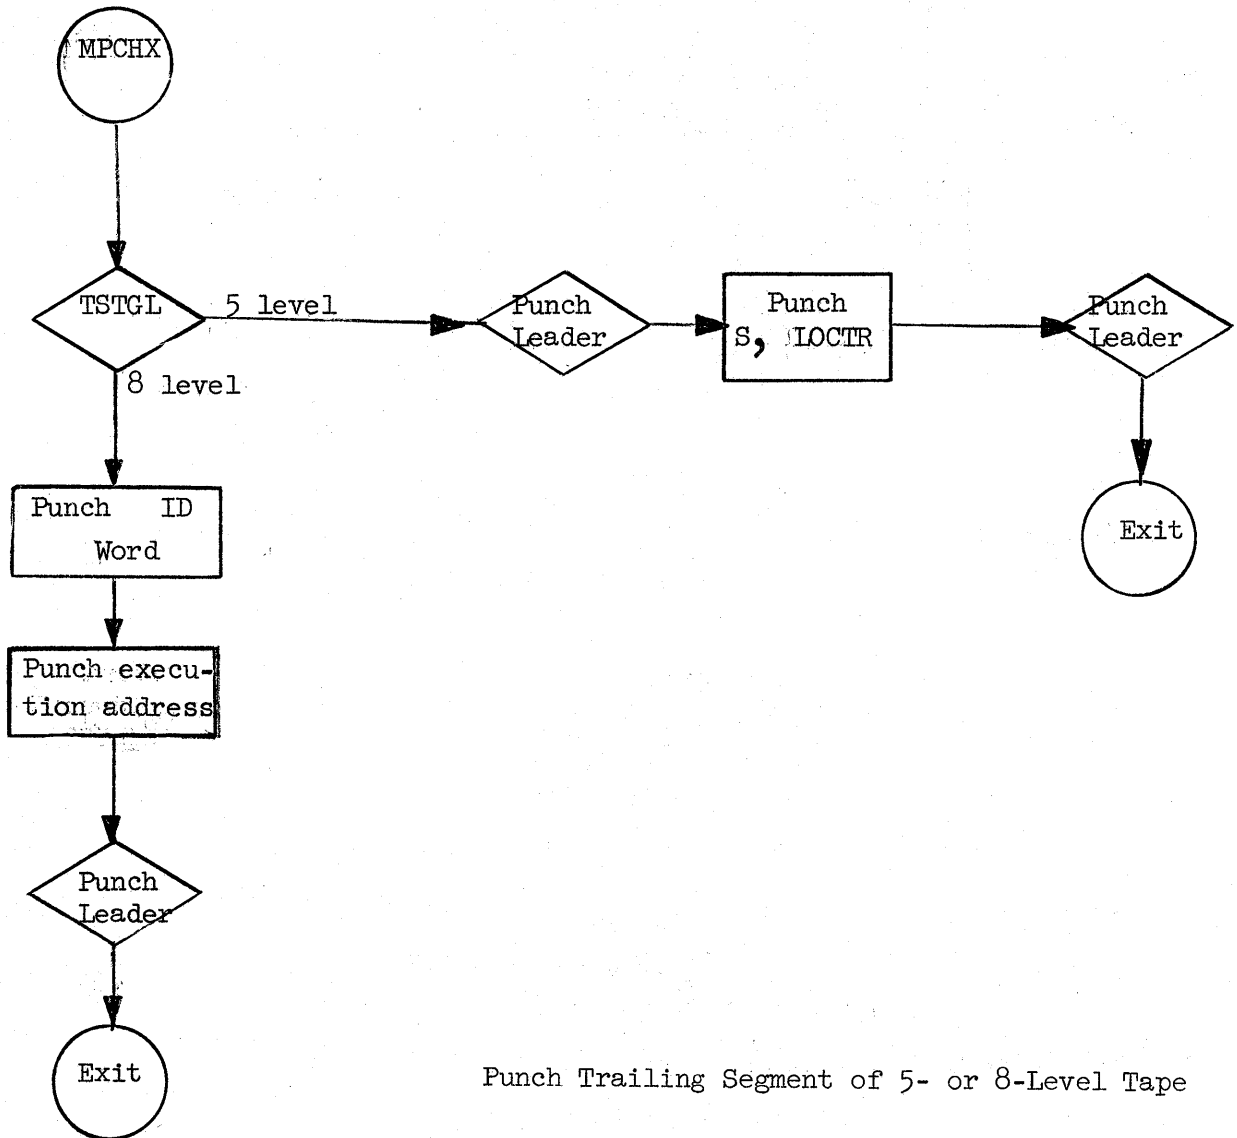 MPCHX
TSTGL
5 level
8 level
Punch
Leader
Punch
S, LOCTR
Punch
Leader
Exit
Punch ID
Word
Punch execu-
tion address
Punch
Leader
Exit
Punch Trailing Segment of 5- or 8-Level Tape